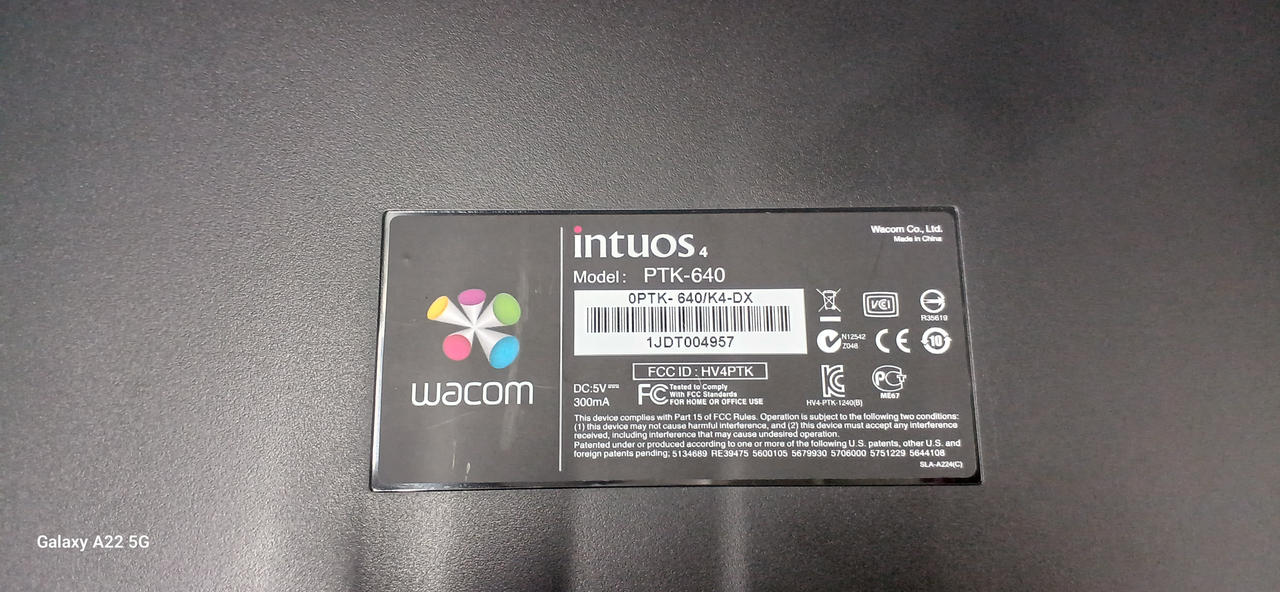 wacom
intuos 4
Wacom Co., Ltd.
Made in China
Model: PTK-640
0PTK- 640/K4-DX
1JDT004957
VCI
R35619
N12542
Z048
CE
10
FCC ID : HV4PTK
DC:5V
300mA
FC Tested to Comply
With FCC Standards
FOR HOME OR OFFICE USE
HV4-PTK-1240(B)
ME67
This device complies with Part 15 of FCC Rules. Operation is subject to the following two conditions:
(1) this device may not cause harmful interference, and (2) this device must accept any interference
received, including interference that may cause undesired operation.
Patented under or produced according to one or more of the following U.S. patents, other U.S. and
foreign patents pending; 5134689 RE39475 5600105 5679930 5706000 5751229 5644108
SLA-A224(C)
Galaxy A22 5G